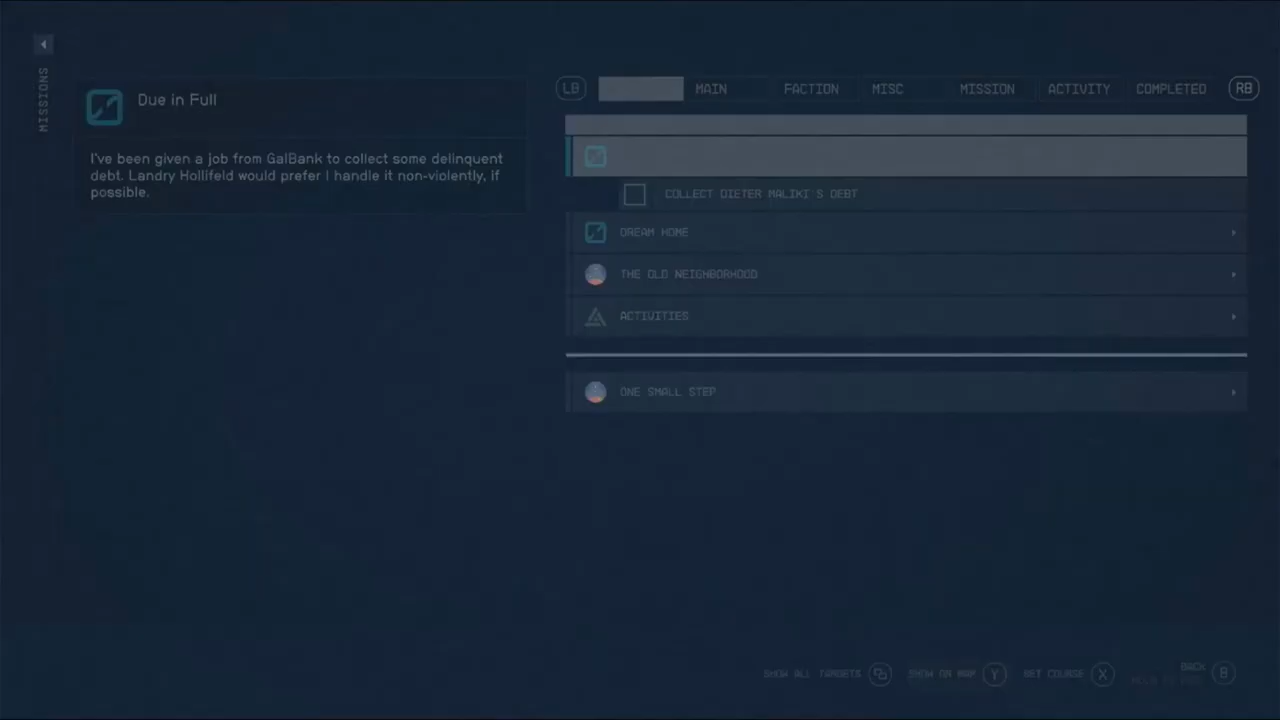 MISSIONS
Due in Full
I've been given a job from GalBank to collect some delinquent
debt. Landry Hollifeld would prefer I handle it non-violently, if
possible.
LB MAIN FACTION MISC MISSION ACTIVITY COMPLETED RB
COLLECT DIETER MALIKI'S DEBT
DREAM HOME
THE OLD NEIGHBORHOOD
ACTIVITIES
ONE SMALL STEP
SHOW ALL TARGETS SHOW ON MAP Y SET COURSE X BACK B